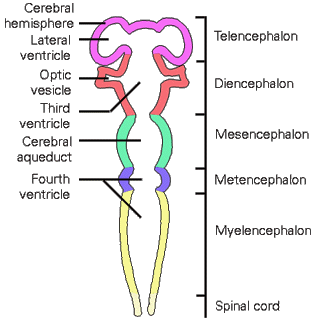 Cerebral
hemisphere
Lateral
ventricle
Optic
vesicle
Third
ventricle
Cerebral
aqueduct
Fourth
ventricle
Telencephalon
Diencephalon
Mesencephalon
Metencephalon
Myelencephalon
Spinal cord